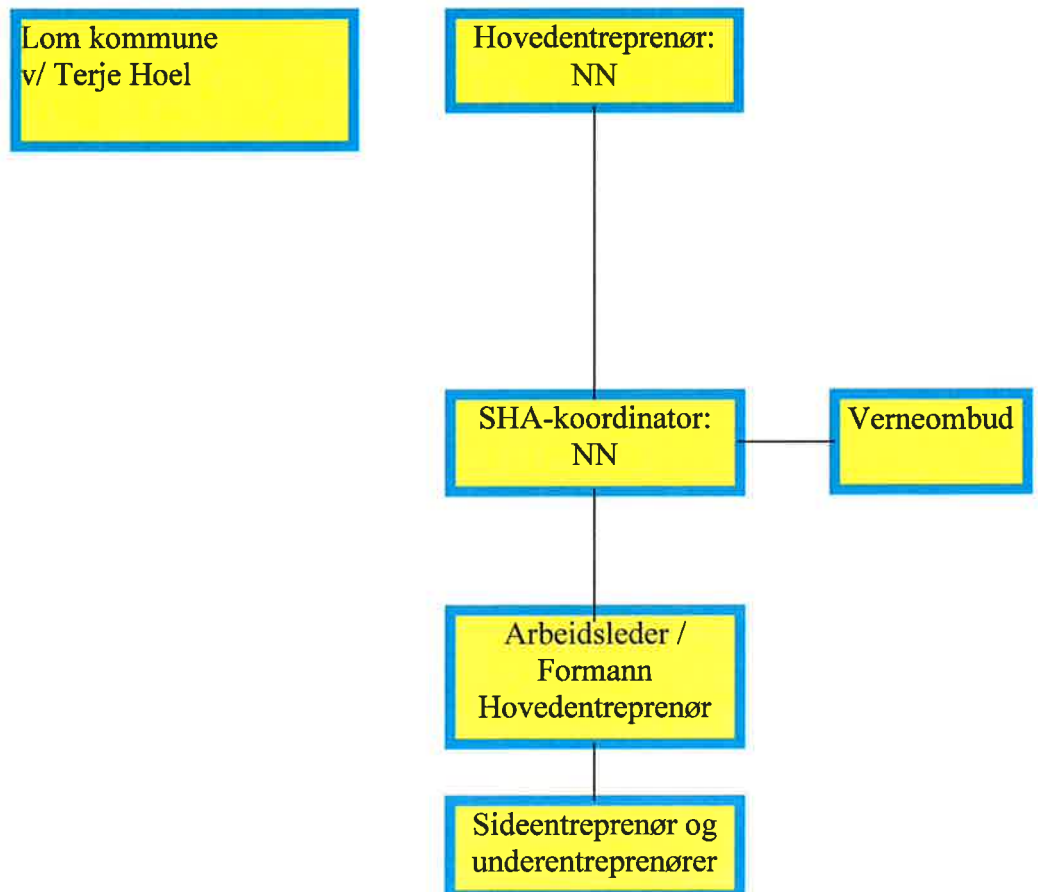 Lom kommune
v/ Terje Hoel
Hovedentreprenør:
NN
SHA-koordinator:
NN
Verneombud
Arbeidsleder /
Formann
Hovedentreprenør
Sideentreprenør og
underentreprenører